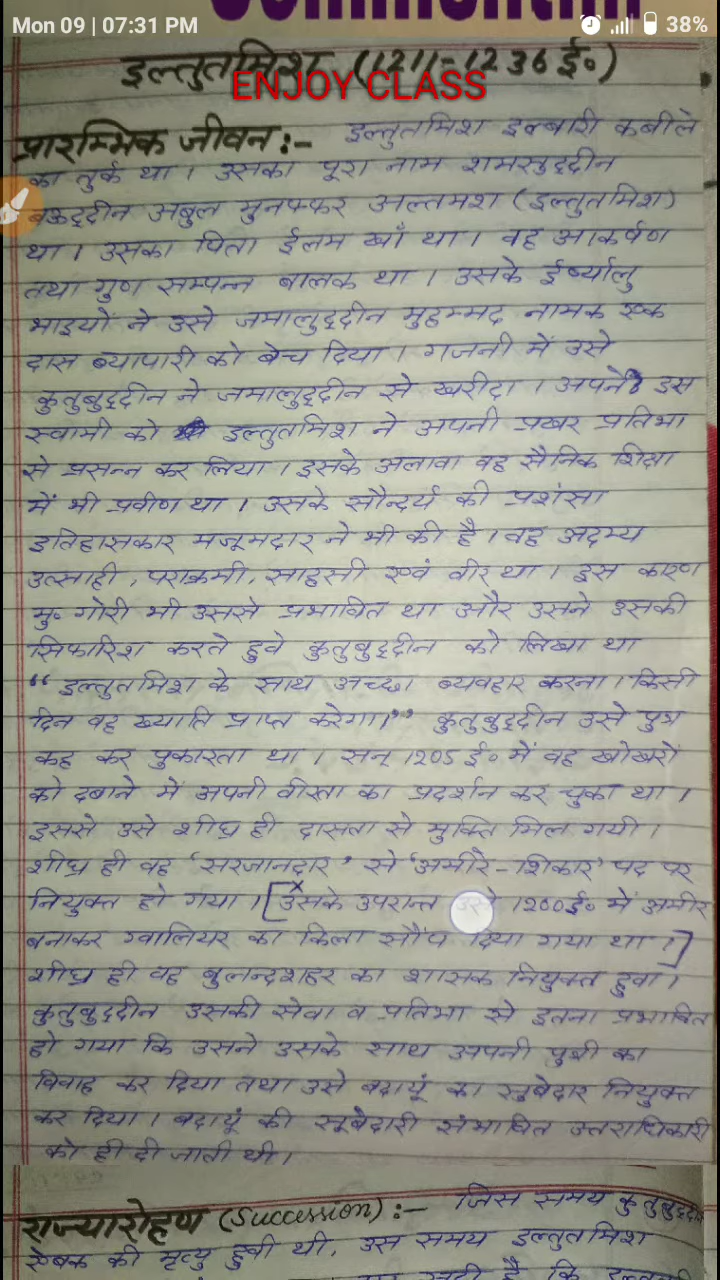 Mon 09 | 07:31 PM 38%
इल्तुतमिश (1211-1236 ई०)
ENJOY CLASS
प्रारम्भिक जीवन :- इल्तुतमिश इल्बारी कबीले
का तुर्क था। उसका पूरा नाम शमसुद्दीन
अबुल मुनफ्फर अल्तमश (इल्तुतमिश)
था। उसका पिता ईलम खाँ था। वह आकर्षण
तथा गुण सम्पन्न बालक था। उसके ईर्ष्यालु
भाइयों ने उसे जमालुद्दीन मुहम्मद नामक एक
दास व्यापारी को बेच दिया। गजनी में उसे
कुतुबुद्दीन ने जमालुद्दीन से खरीदा। अपने इस
स्वामी को इल्तुतमिश ने अपनी प्रखर प्रतिभा
से प्रसन्न कर लिया। इसके अलावा वह सैनिक शिक्षा
में भी प्रवीण था। उसके सौन्दर्य की प्रशंसा
इतिहासकार मजूमदार ने भी की है। वह अदम्य
उत्साही, पराक्रमी, साहसी एवं वीर था। इस कारण
मु० गोरी भी उससे प्रभावित था और उसने उसकी
सिफारिश करते हुवे कुतुबुद्दीन को लिखा था
“इल्तुतमिश के साथ अच्छा व्यवहार करना। किसी
दिन वह ख्याति प्राप्त करेगा।” कुतुबुद्दीन उसे पुत्र
कह कर पुकारता था। सन् 1205 ई० में वह खोखरों
को दबाने में अपनी वीरता का प्रदर्शन कर चुका था।
इससे उसे शीघ्र ही दासता से मुक्ति मिल गयी।
शीघ्र ही वह ‘सरजानदार’ से ‘अमीरे-शिकार’ पद पर
नियुक्त हो गया। [उसके उपरान्त उसे 1200ई० में अमीर
बनाकर ग्वालियर का किला सौंप दिया गया था।]
शीघ्र ही वह बुलन्दशहर का शासक नियुक्त हुवा।
कुतुबुद्दीन उसकी सेवा व प्रतिभा से इतना प्रभावित
हो गया कि उसने उसके साथ अपनी पुत्री का
विवाह कर दिया तथा उसे बदायूं का सुबेदार नियुक्त
कर दिया। बदायूं की सूबेदारी संभावित उत्तराधिकारी
को ही दी जाती थी।
राज्यारोहण (Succession) :- जिस समय कुतुबुद्दीन
ऐबक की मृत्यु हुवी थी, उस समय इल्तुतमिश